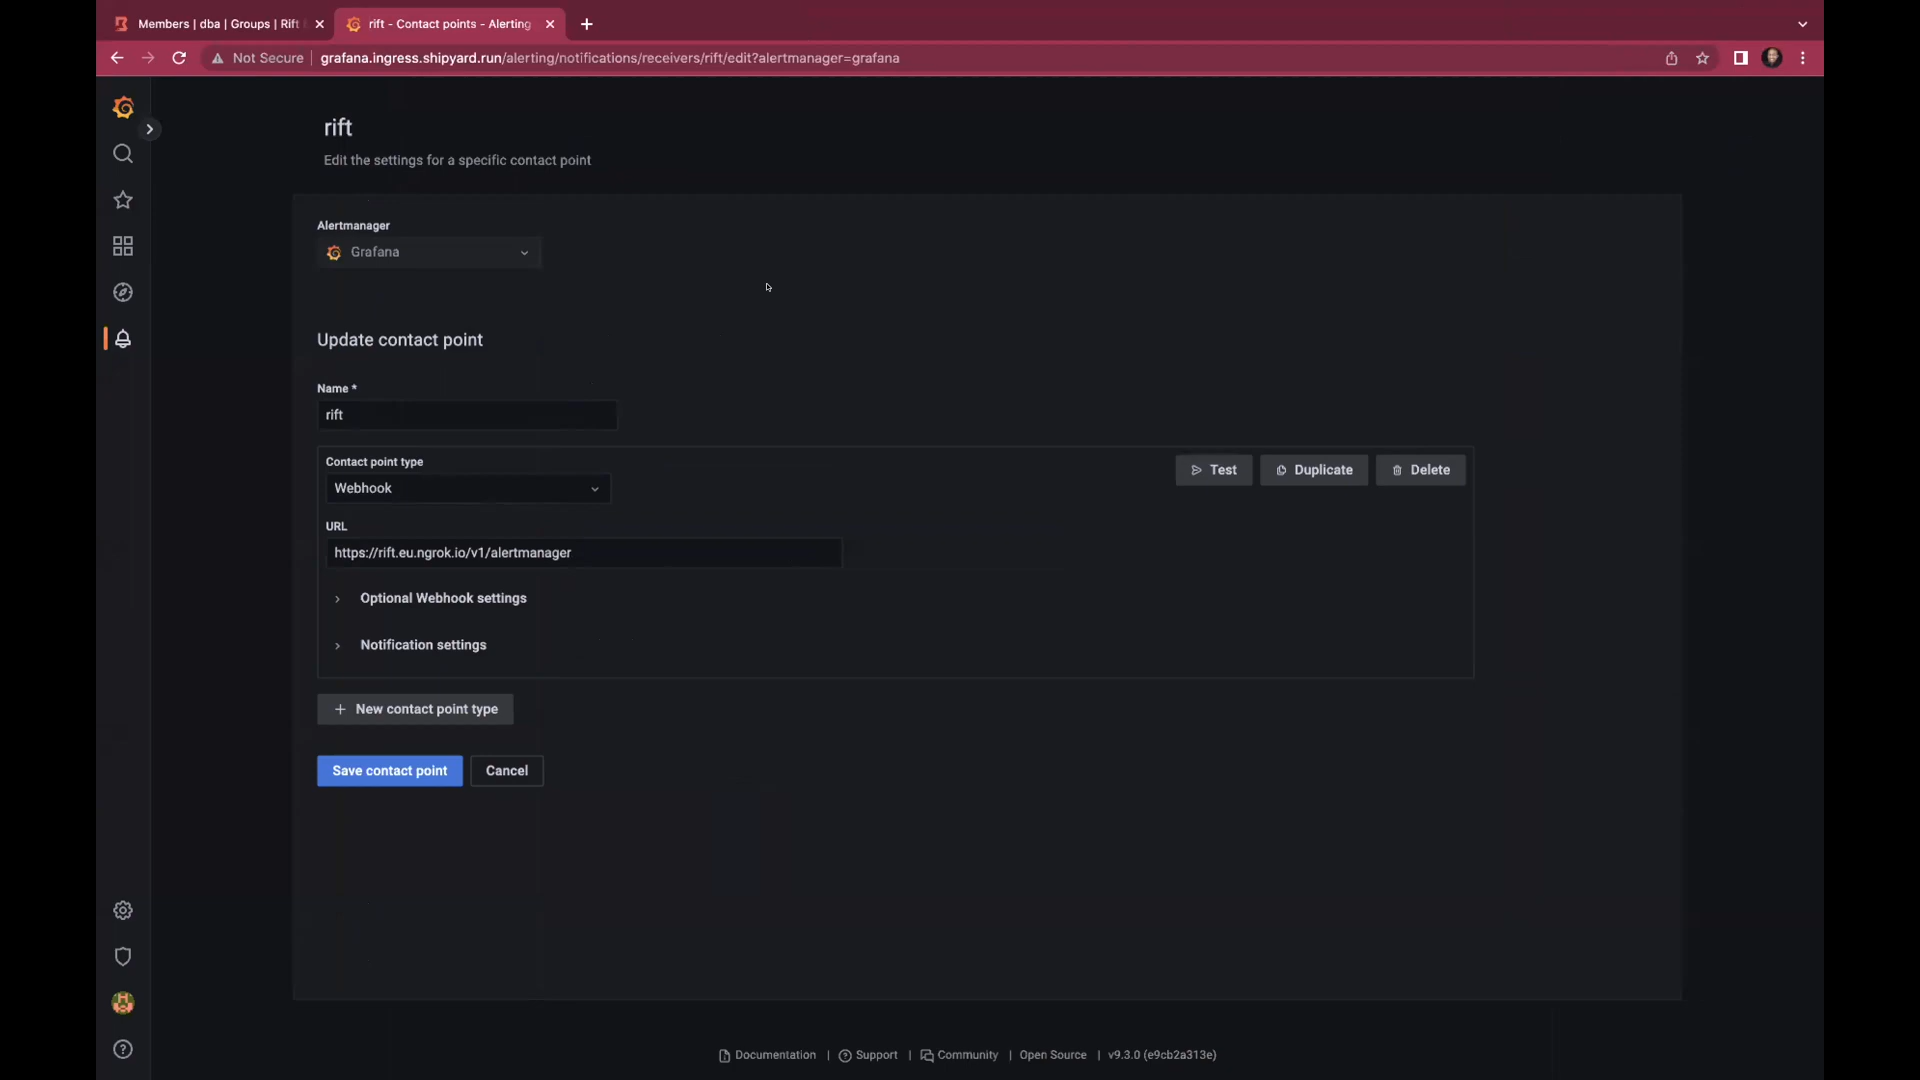 Members | dba | Groups | Rift
rift - Contact points - Alerting
Not Secure | grafana.ingress.shipyard.run/alerting/notifications/receivers/rift/edit?alertmanager=grafana
rift
Edit the settings for a specific contact point
Alertmanager
Grafana
Update contact point
Name *
rift
Contact point type
Webhook
Test
Duplicate
Delete
URL
https://rift.eu.ngrok.io/v1/alertmanager
Optional Webhook settings
Notification settings
+ New contact point type
Save contact point
Cancel
Documentation | Support | Community | Open Source | v9.3.0 (e9cb2a313e)